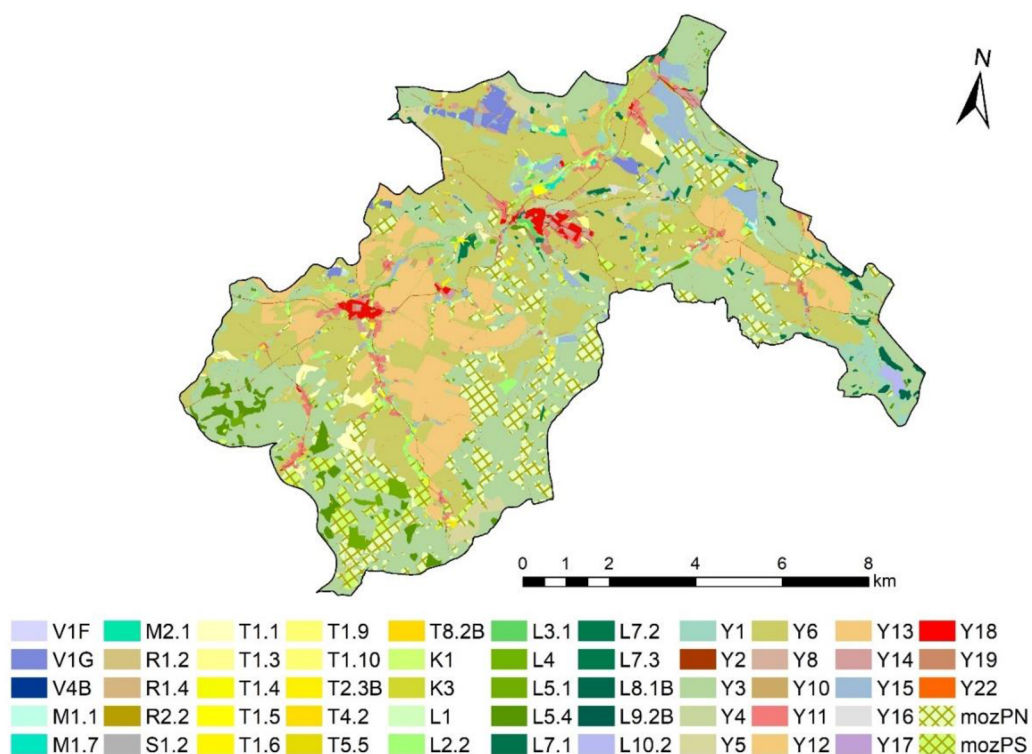 N
0 1 2 4 6 8
km
V1F M2.1 T1.1 T1.9 T8.2B L3.1 L7.2 Y1 Y6 Y13 Y18
V1G R1.2 T1.3 T1.10 K1 L4 L7.3 Y2 Y8 Y14 Y19
V4B R1.4 T1.4 T2.3B K3 L5.1 L8.1B Y3 Y10 Y15 Y22
M1.1 R2.2 T1.5 T4.2 L1 L5.4 L9.2B Y4 Y11 Y16 mozPN
M1.7 S1.2 T1.6 T5.5 L2.2 L7.1 L10.2 Y5 Y12 Y17 mozPS